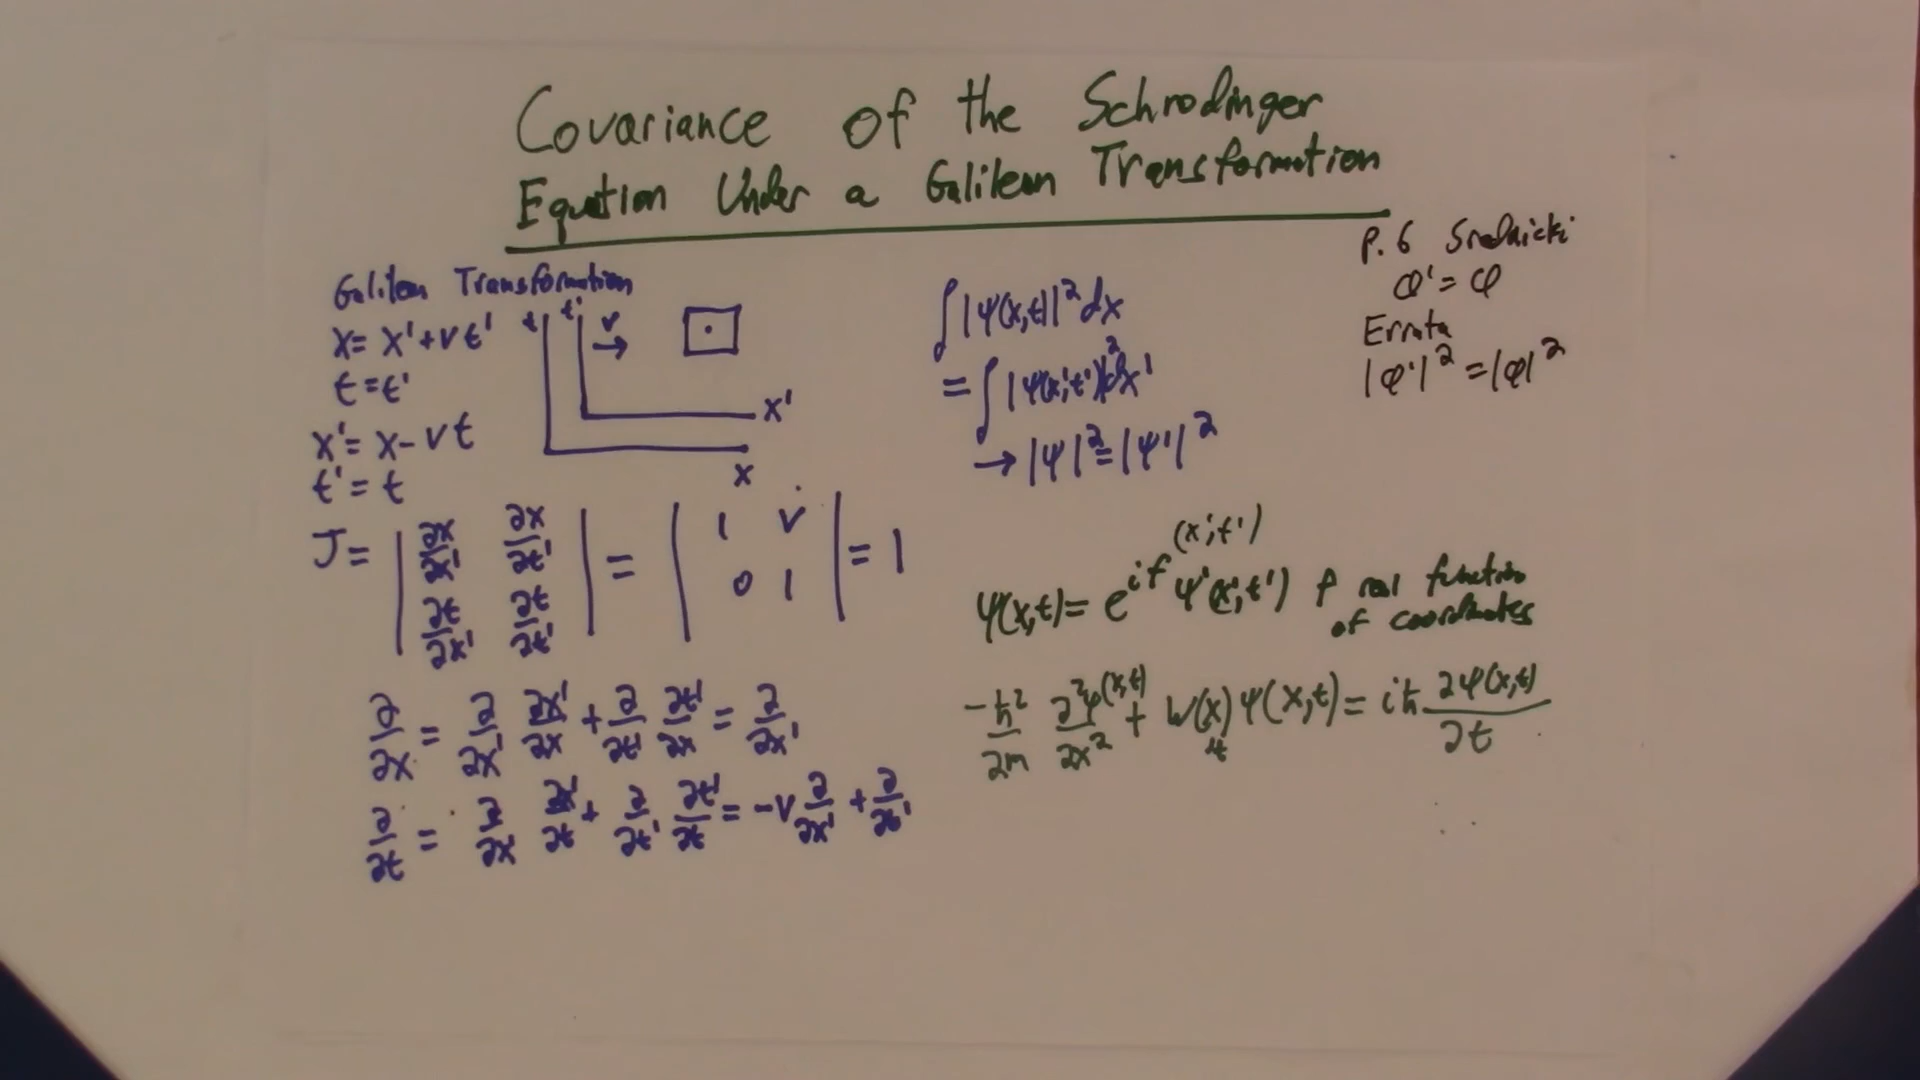 Covariance of the Schrodinger
Equation Under a Galilean Transformation
P. 6 Srednicki
φ' = φ
Errata
|φ'|² = |φ|²
Galilean Transformation
x = x' + vt'
t = t'
x' = x - vt
t' = t
t t' v
x'
x
∫|ψ(x,t)|² dx
= ∫|ψ(x',t')|² dx'
→ |ψ|² = |ψ'|²
J = | ∂x/∂x' ∂x/∂t' | = | 1 v | = 1
| ∂t/∂x' ∂t/∂t' | | 0 1 |
ψ(x,t) = e^{if(x',t')} ψ'(x',t') f real function
of coordinates
∂/∂x = ∂/∂x' ∂x'/∂x + ∂/∂t' ∂t'/∂x = ∂/∂x'
∂/∂t = ∂/∂x' ∂x'/∂t + ∂/∂t' ∂t'/∂t = -v ∂/∂x' + ∂/∂t'
-ħ²/2m ∂²ψ(x,t)/∂x² + W(x) ψ(x,t) = iħ ∂ψ(x,t)/∂t